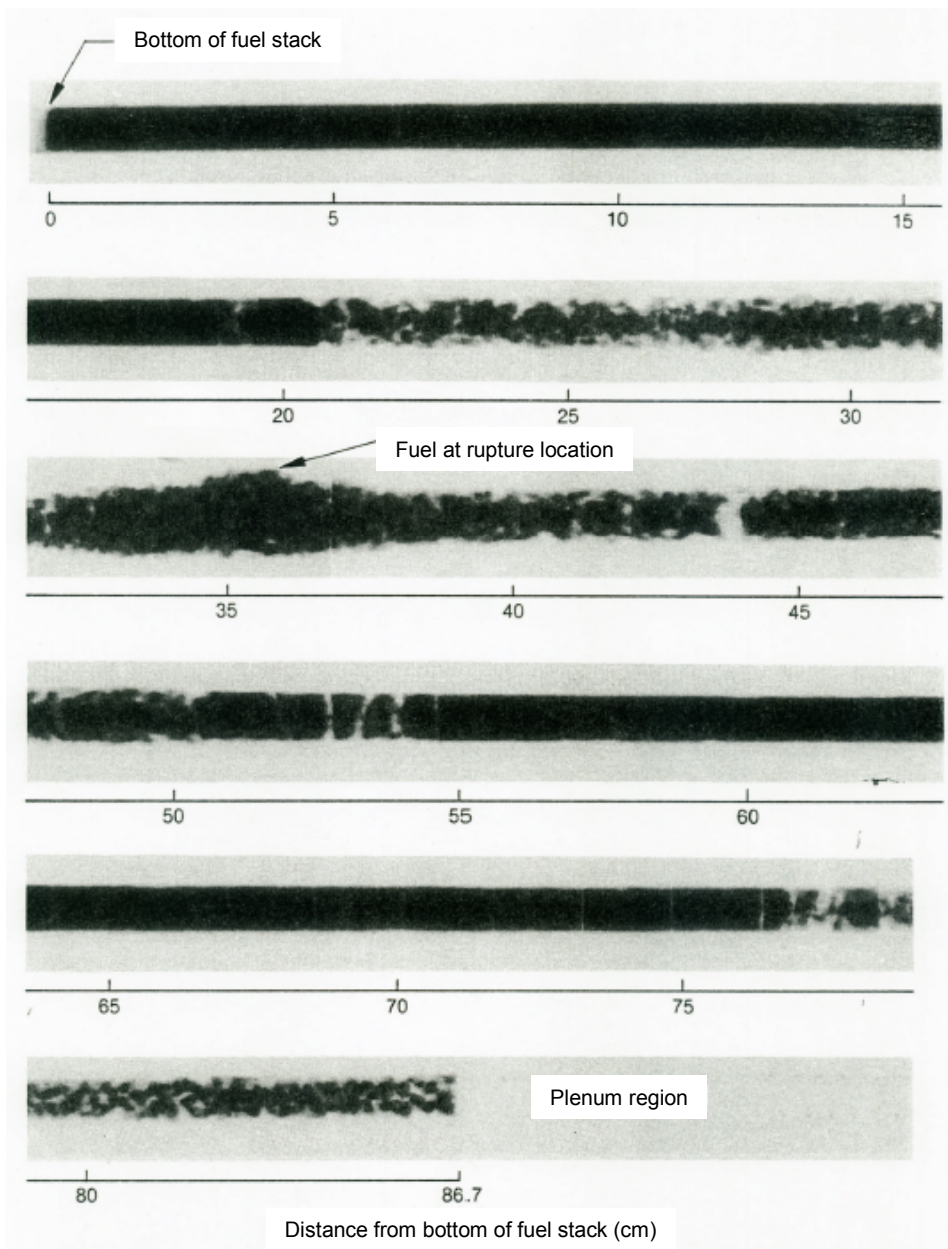 Bottom of fuel stack
0 5 10 15
20 25 30
Fuel at rupture location
35 40 45
50 55 60
65 70 75
Plenum region
80 86.7
Distance from bottom of fuel stack (cm)